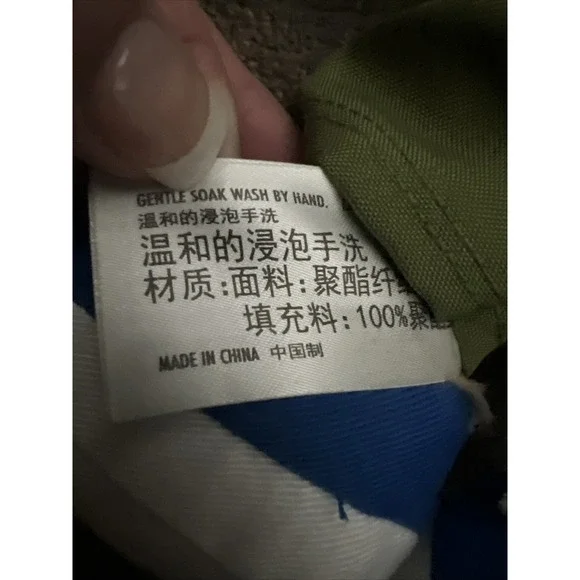 GENTLE SOAK WASH BY HAND.
温和的浸泡手洗
温和的浸泡手洗
材质:面料:聚酯纤
填充料:100%聚
MADE IN CHINA 中国制